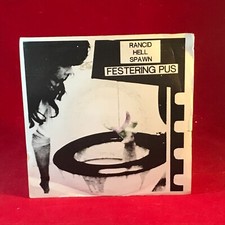 RANCID
HELL
SPAWN
FESTERING PUS